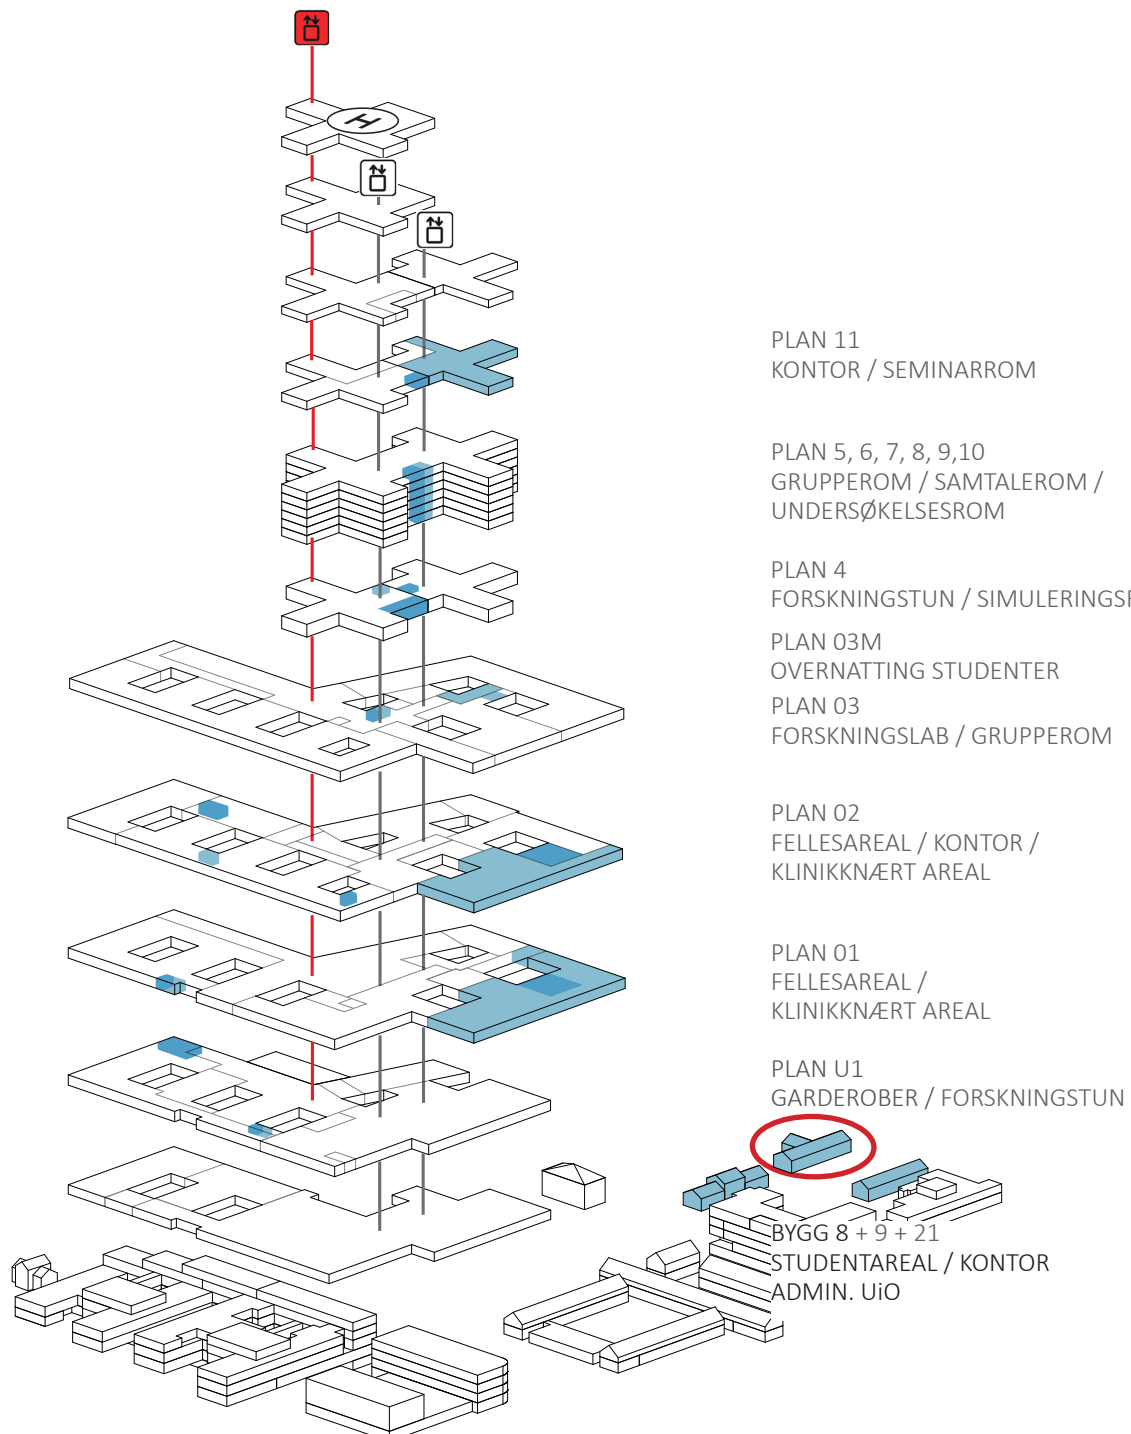 H
PLAN 11
KONTOR / SEMINARROM
PLAN 5, 6, 7, 8, 9,10
GRUPPEROM / SAMTALEROM /
UNDERSØKELSESROM
PLAN 4
FORSKNINGSTUN / SIMULERINGS
PLAN 03M
OVERNATTING STUDENTER
PLAN 03
FORSKNINGSLAB / GRUPPEROM
PLAN 02
FELLESAREAL / KONTOR /
KLINIKKNÆRT AREAL
PLAN 01
FELLESAREAL /
KLINIKKNÆRT AREAL
PLAN U1
GARDEROBER / FORSKNINGSTUN
BYGG 8 + 9 + 21
STUDENTAREAL / KONTOR
ADMIN. UiO